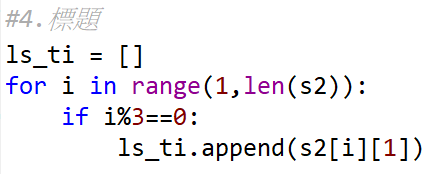 #4.標題
ls_ti = []
for i in range(1,len(s2)):
    if i%3==0:
        ls_ti.append(s2[i][1])